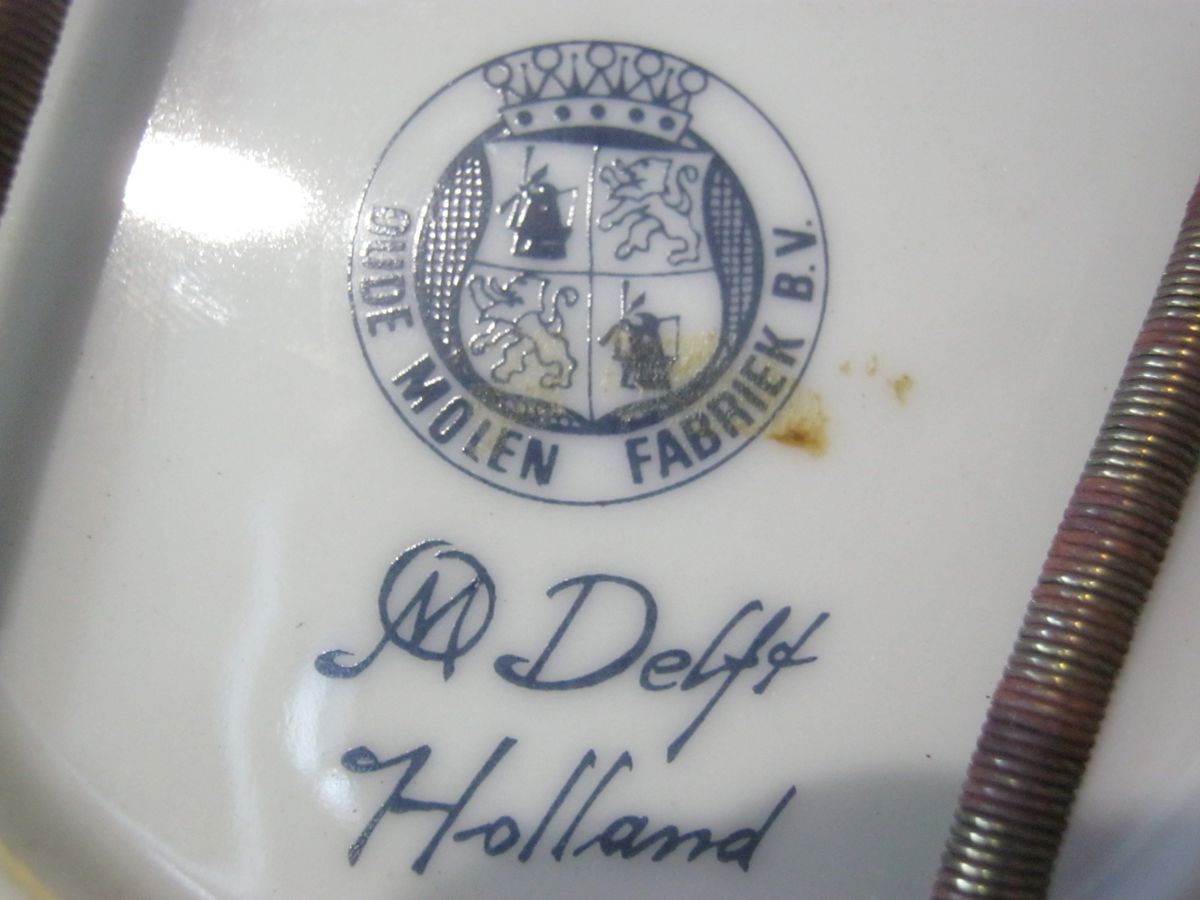 OUDE MOLEN FABRIEK B.V.
OM Delft
Holland